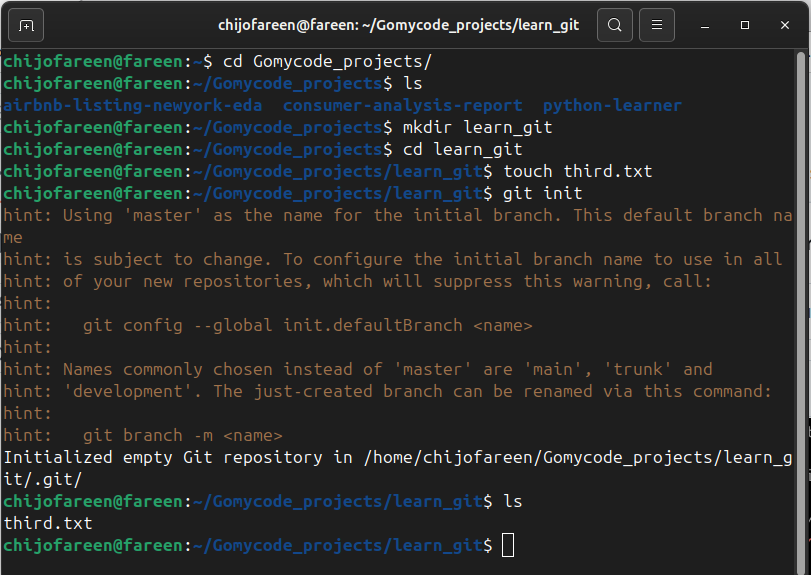 chijofareen@fareen: ~/Gomycode_projects/learn_git
chijofareen@fareen:~$ cd Gomycode_projects/
chijofareen@fareen:~/Gomycode_projects$ ls
airbnb-listing-newyork-eda  consumer-analysis-report  python-learner
chijofareen@fareen:~/Gomycode_projects$ mkdir learn_git
chijofareen@fareen:~/Gomycode_projects$ cd learn_git
chijofareen@fareen:~/Gomycode_projects/learn_git$ touch third.txt
chijofareen@fareen:~/Gomycode_projects/learn_git$ git init
hint: Using 'master' as the name for the initial branch. This default branch na
me
hint: is subject to change. To configure the initial branch name to use in all
hint: of your new repositories, which will suppress this warning, call:
hint:
hint:   git config --global init.defaultBranch <name>
hint:
hint: Names commonly chosen instead of 'master' are 'main', 'trunk' and
hint: 'development'. The just-created branch can be renamed via this command:
hint:
hint:   git branch -m <name>
Initialized empty Git repository in /home/chijofareen/Gomycode_projects/learn_g
it/.git/
chijofareen@fareen:~/Gomycode_projects/learn_git$ ls
third.txt
chijofareen@fareen:~/Gomycode_projects/learn_git$